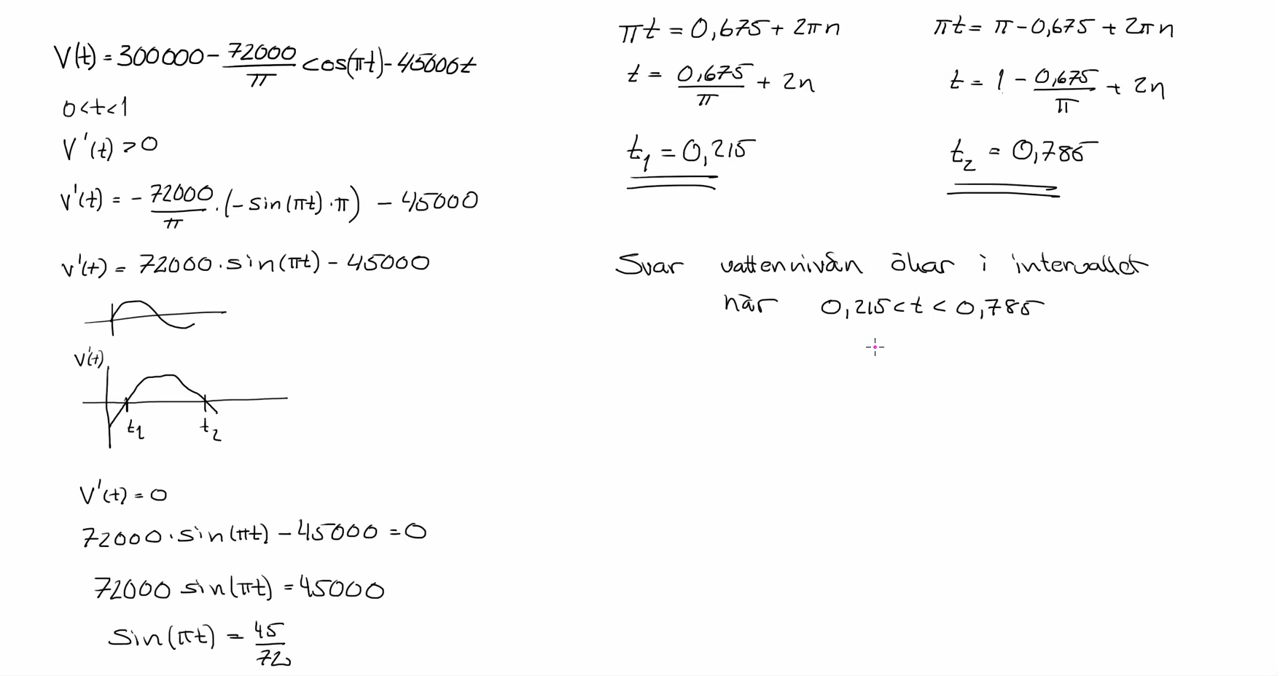 V(t) = 300000 - 72000/π cos(πt) - 45000t
0<t<1
V'(t) > 0
V'(t) = - 72000/π · (-sin(πt) · π) - 45000
V'(t) = 72000 · sin(πt) - 45000
V'(t)
t₁ t₂
V'(t) = 0
72000 · sin(πt) - 45000 = 0
72000 sin(πt) = 45000
sin(πt) = 45/72
πt = 0,675 + 2πn
t = 0,675/π + 2n
t₁ = 0,215
πt = π - 0,675 + 2πn
t = 1 - 0,675/π + 2n
t₂ = 0,785
Svar vattennivån ökar i intervallet
när 0,215 < t < 0,785